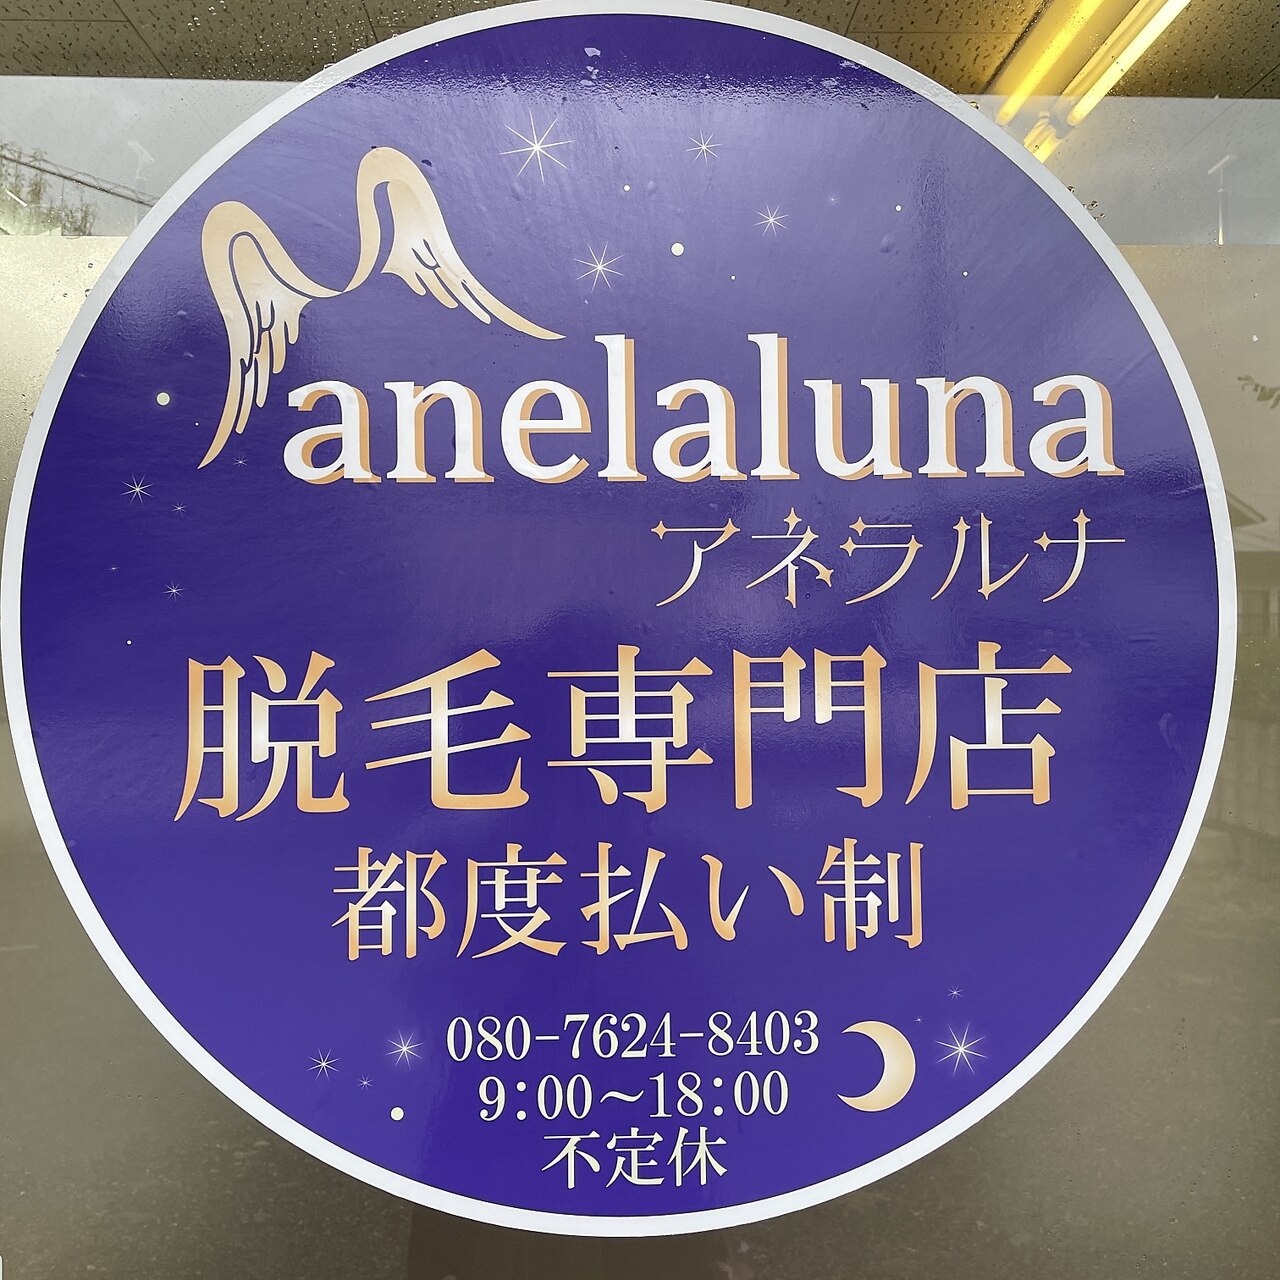 anelaluna
アネラルナ
脱毛専門店
都度払い制
080-7624-8403
9:00～18:00
不定休